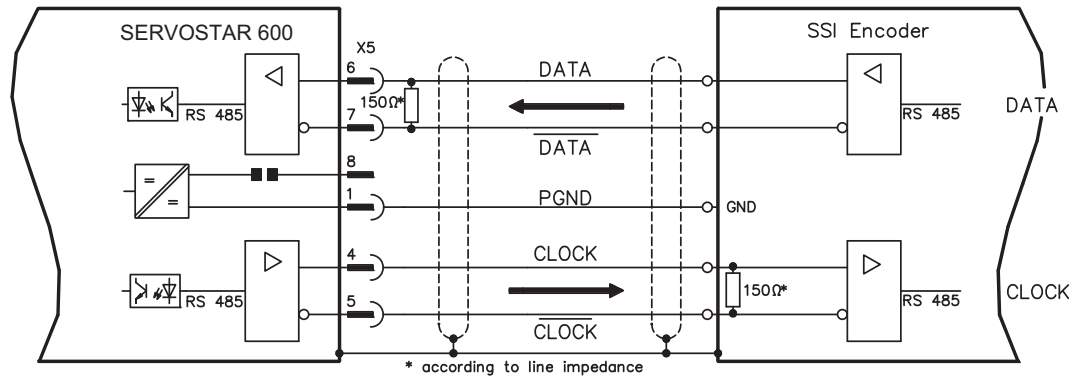 SERVOSTAR 600
X5
SSI Encoder
6
DATA
150Ω*
RS 485
7
DATA
RS 485
DATA
8
1
PGND
GND
4
CLOCK
150Ω*
RS 485
5
CLOCK
RS 485
CLOCK
* according to line impedance